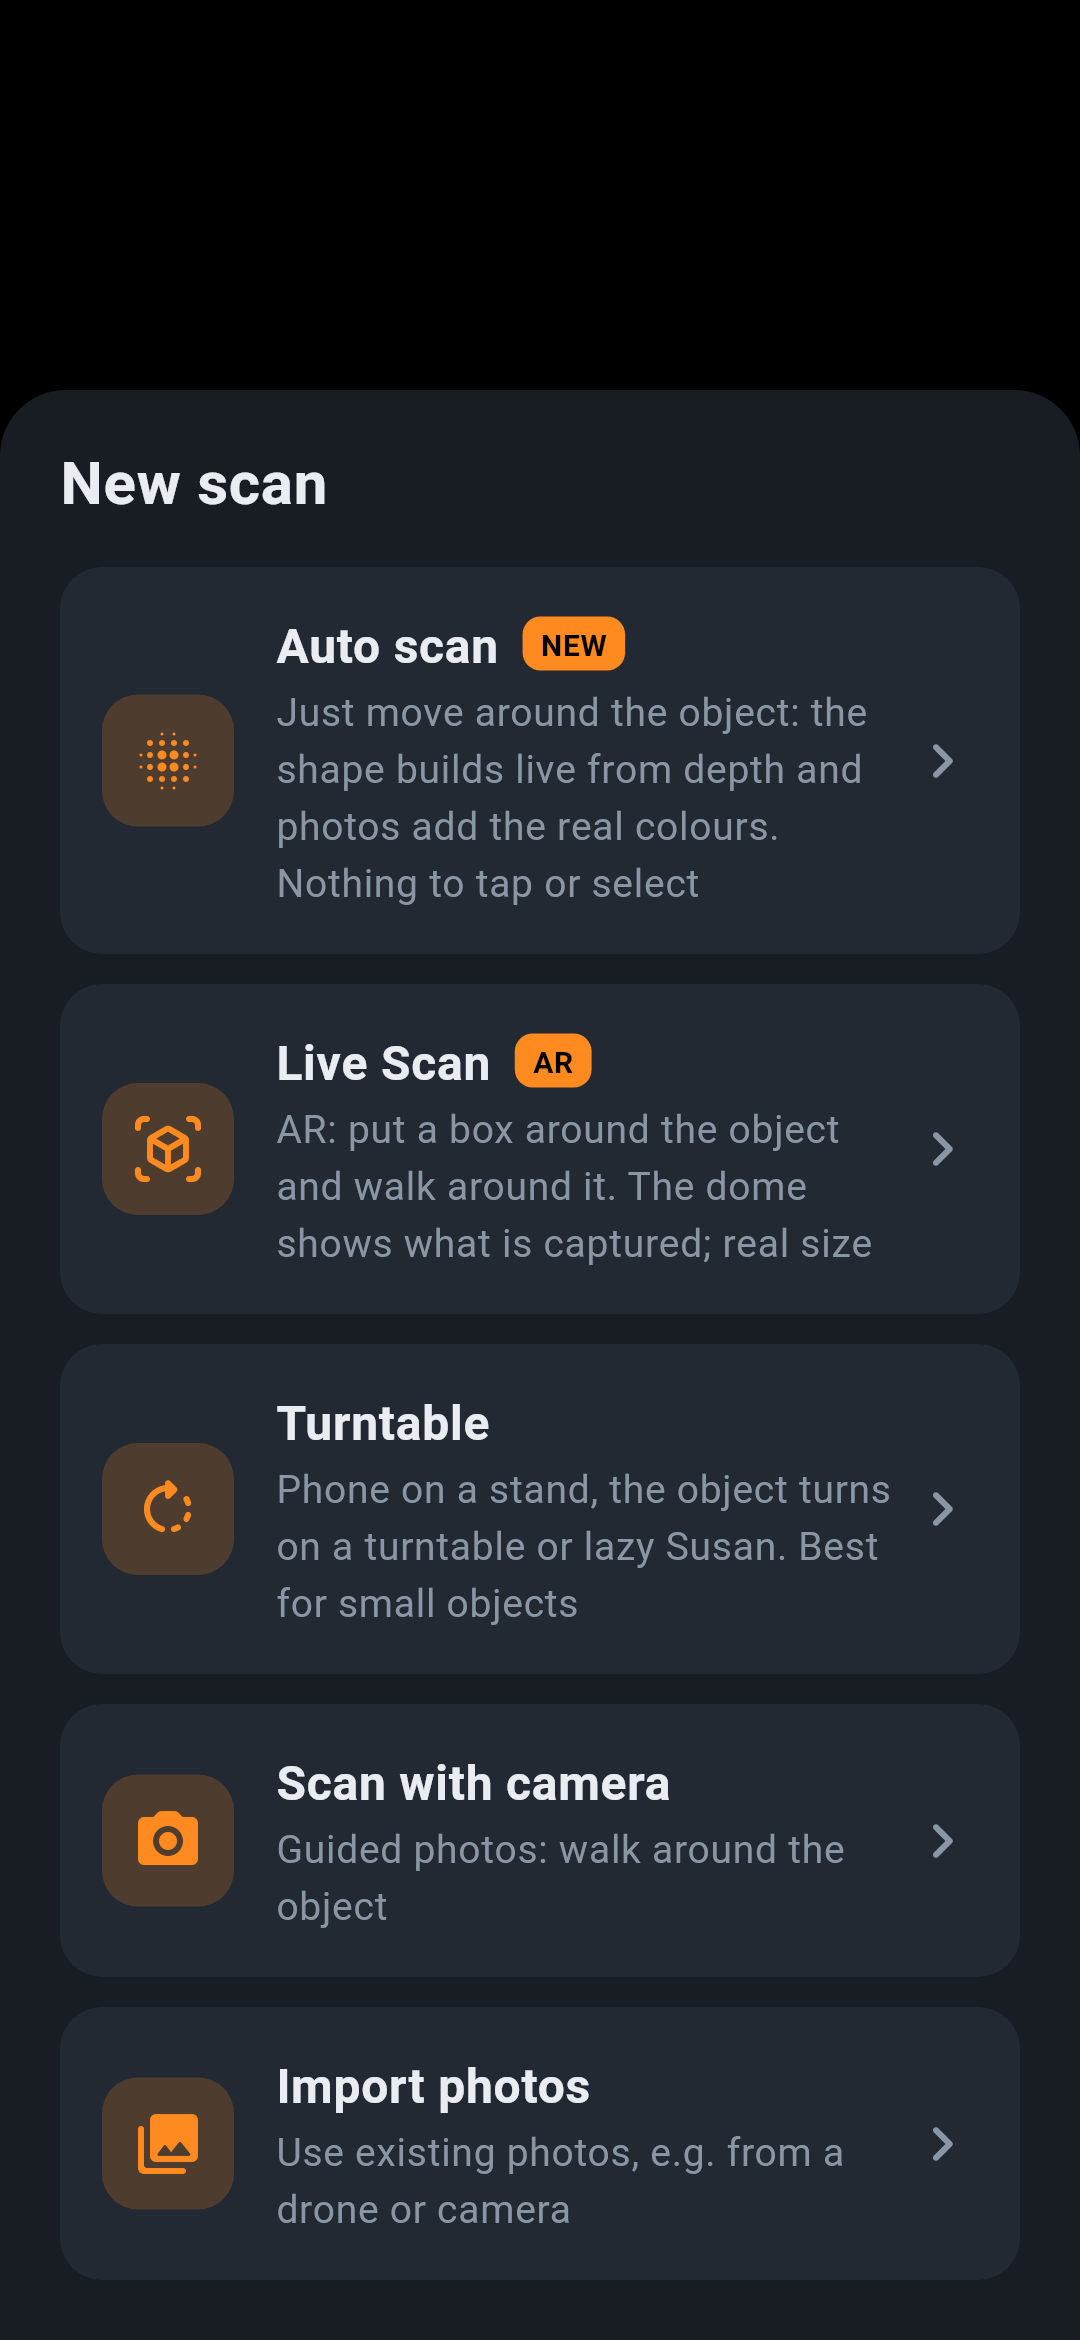 New scan
Auto scan NEW
Just move around the object: the
shape builds live from depth and
photos add the real colours.
Nothing to tap or select
Live Scan AR
AR: put a box around the object
and walk around it. The dome
shows what is captured; real size
Turntable
Phone on a stand, the object turns
on a turntable or lazy Susan. Best
for small objects
Scan with camera
Guided photos: walk around the
object
Import photos
Use existing photos, e.g. from a
drone or camera